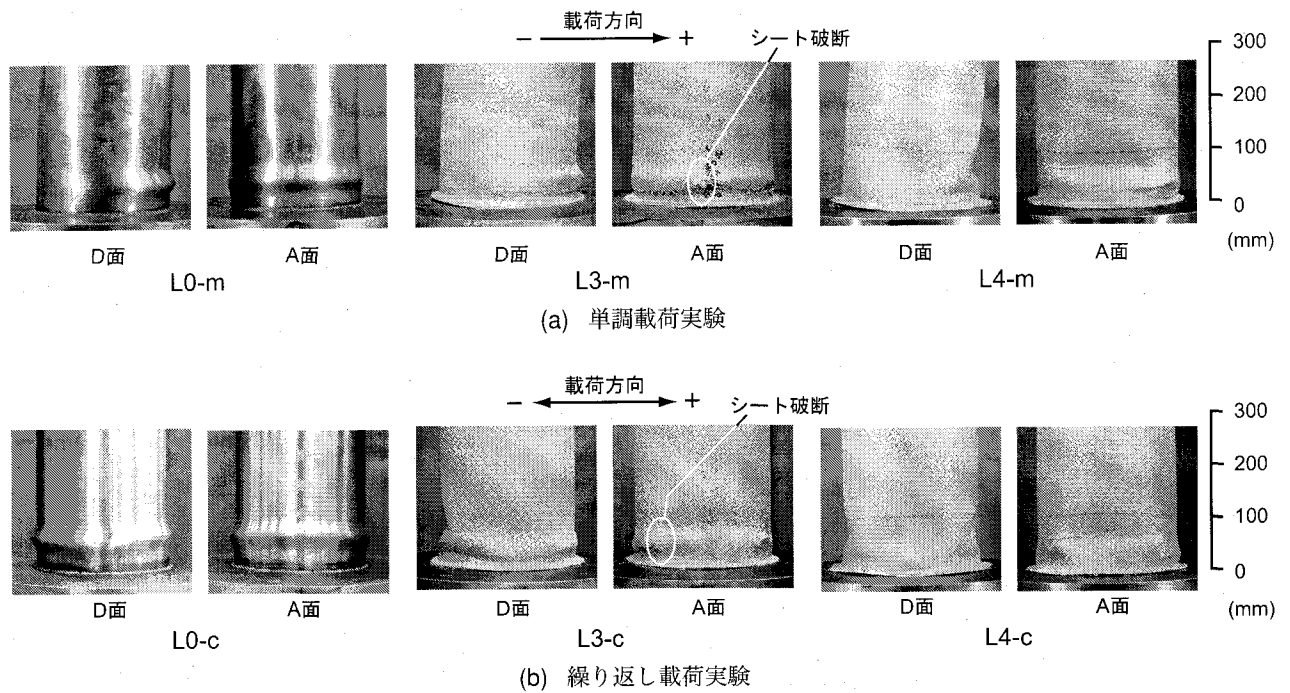 − 載荷方向 +
シート破断
300
200
100
0
(mm)
D面 A面 D面 A面 D面 A面
L0-m L3-m L4-m
(a) 単調載荷実験
− 載荷方向 +
シート破断
300
200
100
0
(mm)
D面 A面 D面 A面 D面 A面
L0-c L3-c L4-c
(b) 繰り返し載荷実験